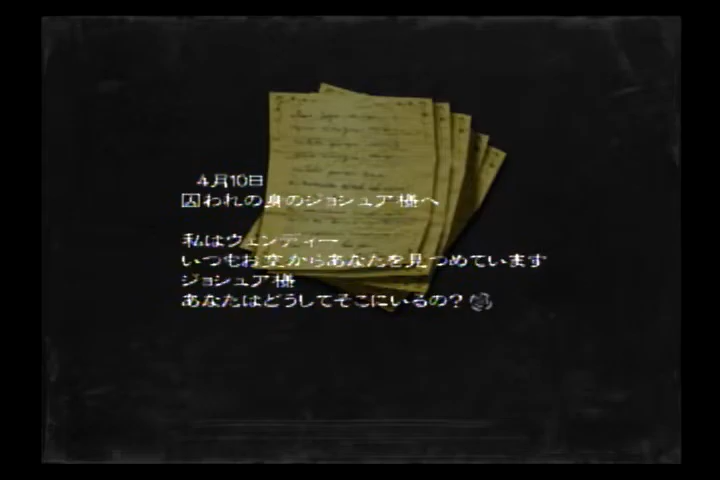 4月10日
囚われの身のジョシュア様へ
私はウェンディー
いつもお空からあなたを見つめています
ジョシュア様
あなたはどうしてそこにいるの?